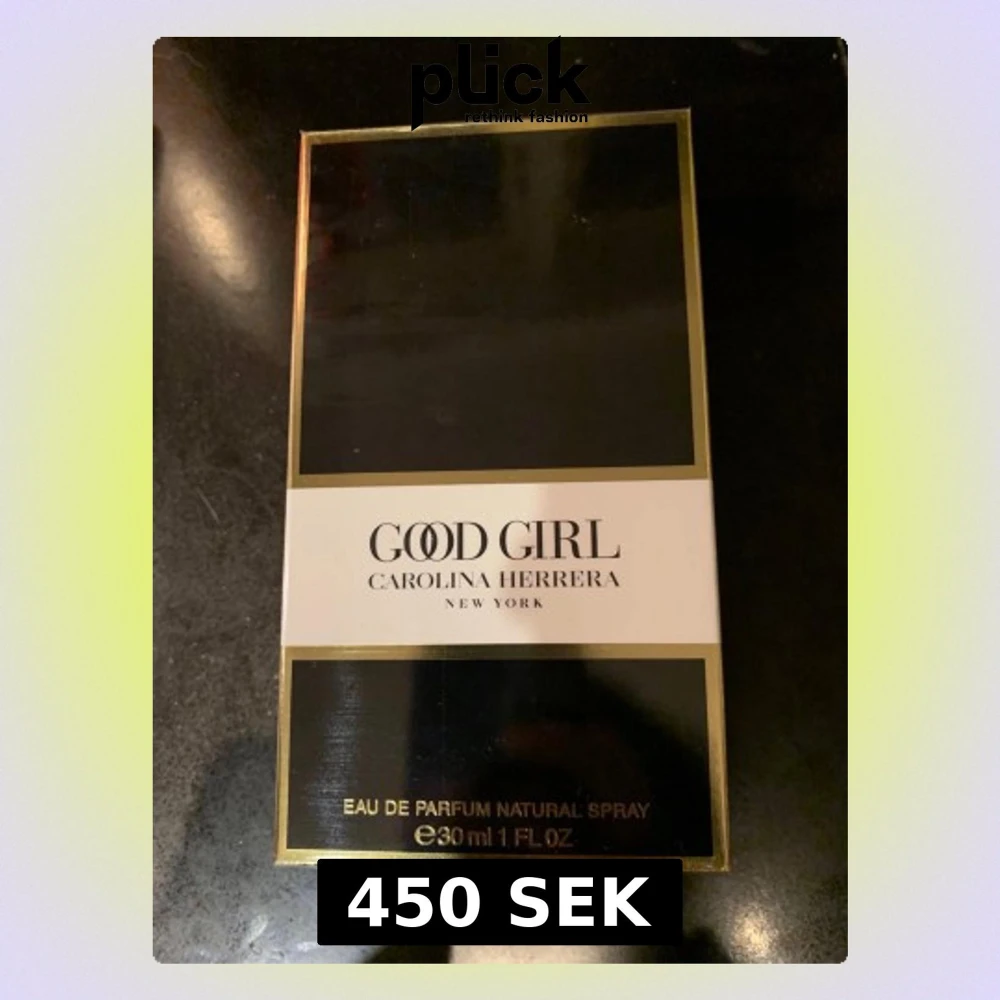 plick
rethink fashion
GOOD GIRL
CAROLINA HERRERA
NEW YORK
EAU DE PARFUM NATURAL SPRAY
℮30 ml 1 FL OZ
450 SEK